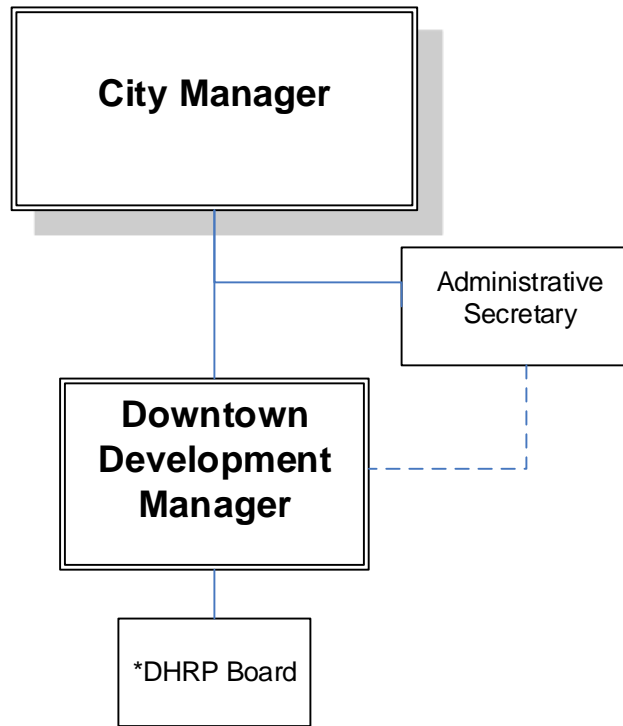 City Manager
Administrative
Secretary
Downtown
Development
Manager
*DHRP Board